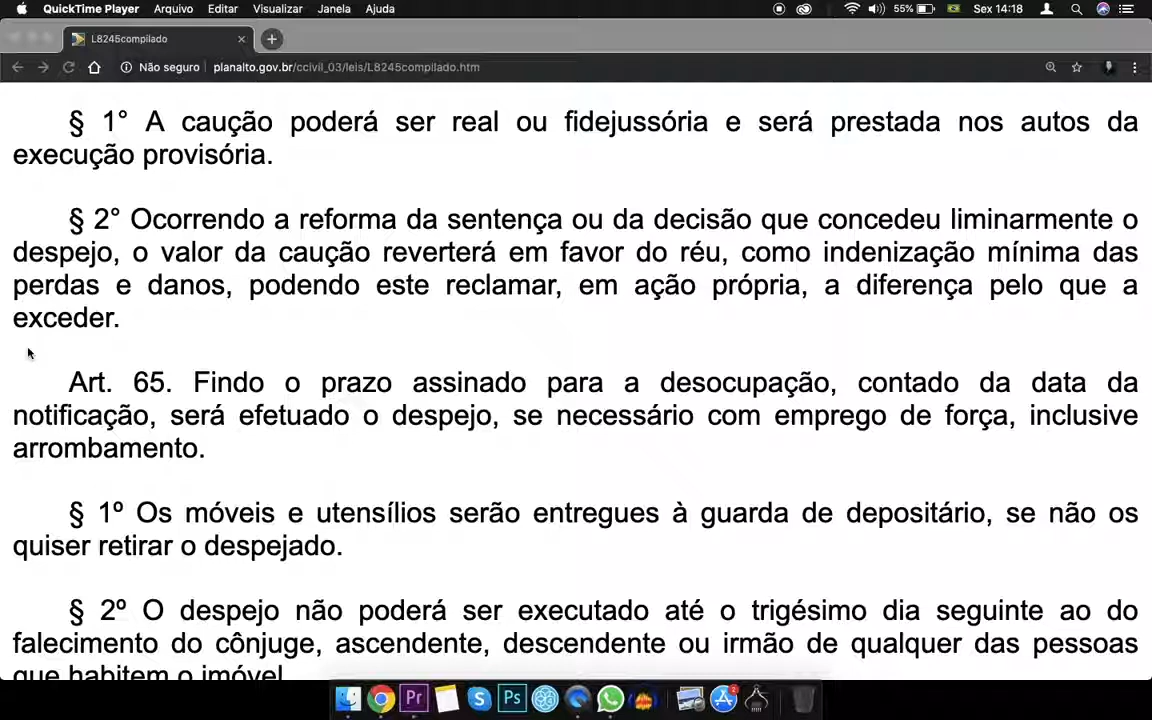 QuickTime Player Arquivo Editar Visualizar Janela Ajuda 55% Sex 14:18
L8245compilado
Não seguro planalto.gov.br/ccivil_03/leis/L8245compilado.htm
§ 1° A caução poderá ser real ou fidejussória e será prestada nos autos da
execução provisória.
§ 2° Ocorrendo a reforma da sentença ou da decisão que concedeu liminarmente o
despejo, o valor da caução reverterá em favor do réu, como indenização mínima das
perdas e danos, podendo este reclamar, em ação própria, a diferença pelo que a
exceder.
Art. 65. Findo o prazo assinado para a desocupação, contado da data da
notificação, será efetuado o despejo, se necessário com emprego de força, inclusive
arrombamento.
§ 1º Os móveis e utensílios serão entregues à guarda de depositário, se não os
quiser retirar o despejado.
§ 2º O despejo não poderá ser executado até o trigésimo dia seguinte ao do
falecimento do cônjuge, ascendente, descendente ou irmão de qualquer das pessoas
que habitem o imóvel
Pr S Ps 2